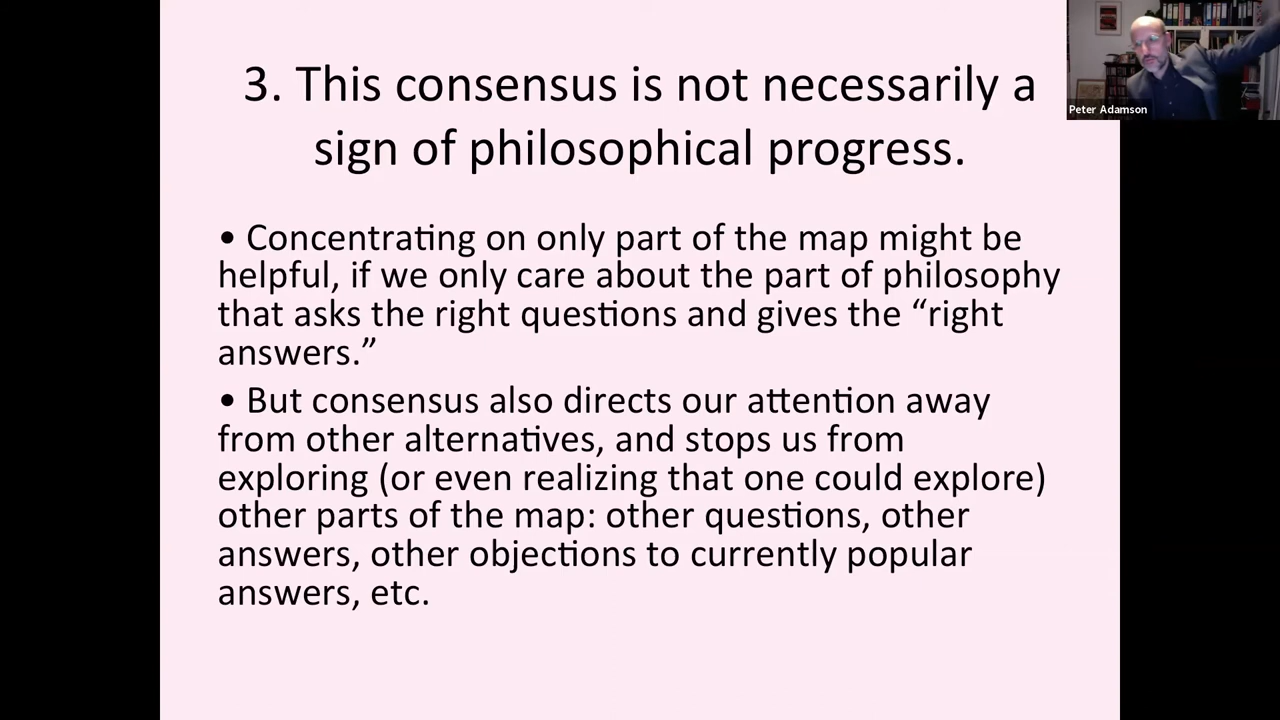 3. This consensus is not necessarily a
sign of philosophical progress.
• Concentrating on only part of the map might be
helpful, if we only care about the part of philosophy
that asks the right questions and gives the “right
answers.”
• But consensus also directs our attention away
from other alternatives, and stops us from
exploring (or even realizing that one could explore)
other parts of the map: other questions, other
answers, other objections to currently popular
answers, etc.
Peter Adamson